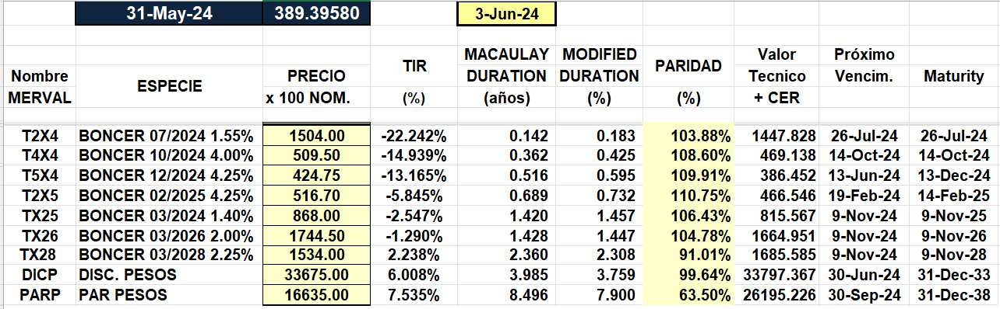 31-May-24 389.39580 3-Jun-24
MACAULAY MODIFIED Valor Próximo
Nombre PRECIO TIR DURATION DURATION PARIDAD Tecnico Vencim. Maturity
MERVAL ESPECIE x 100 NOM. (%) (años) (%) (%) + CER
T2X4 BONCER 07/2024 1.55% 1504.00 -22.242% 0.142 0.183 103.88% 1447.828 26-Jul-24 26-Jul-24
T4X4 BONCER 10/2024 4.00% 509.50 -14.939% 0.362 0.425 108.60% 469.138 14-Oct-24 14-Oct-24
T5X4 BONCER 12/2024 4.25% 424.75 -13.165% 0.516 0.595 109.91% 386.452 13-Jun-24 13-Dec-24
T2X5 BONCER 02/2025 4.25% 516.70 -5.845% 0.689 0.732 110.75% 466.546 19-Feb-24 14-Feb-25
TX25 BONCER 03/2024 1.40% 868.00 -2.547% 1.420 1.457 106.43% 815.567 9-Nov-24 9-Nov-25
TX26 BONCER 03/2026 2.00% 1744.50 -1.290% 1.428 1.447 104.78% 1664.951 9-Nov-24 9-Nov-26
TX28 BONCER 03/2028 2.25% 1534.00 2.238% 2.360 2.308 91.01% 1685.585 9-Nov-24 9-Nov-28
DICP DISC. PESOS 33675.00 6.008% 3.985 3.759 99.64% 33797.367 30-Jun-24 31-Dec-33
PARP PAR PESOS 16635.00 7.535% 8.496 7.900 63.50% 26195.226 30-Sep-24 31-Dec-38